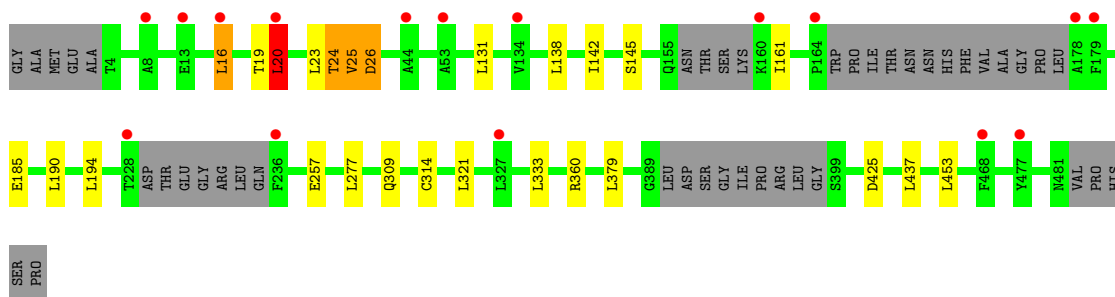 GLY ALA MET GLU ALA T4 A8 E13 L16 T19 L20 L23 T24 V25 D26 A44 A53 L131 V134 L138 I142 S145 Q155 ASN THR SER LYS K160 I161 P164 TRP PRO ILE THR ASN ASN HIS PHE VAL ALA GLY PRO LEU A178 F179
E185 L190 L194 T228 ASP THR GLU GLY ARG LEU GLN F236 E257 L277 Q309 C314 L321 L327 L333 R360 L379 G389 LEU ASP SER GLY ILE PRO ARG LEU GLY S399 D425 L437 L453 F468 Y477 N481 VAL PRO HIS
SER PRO